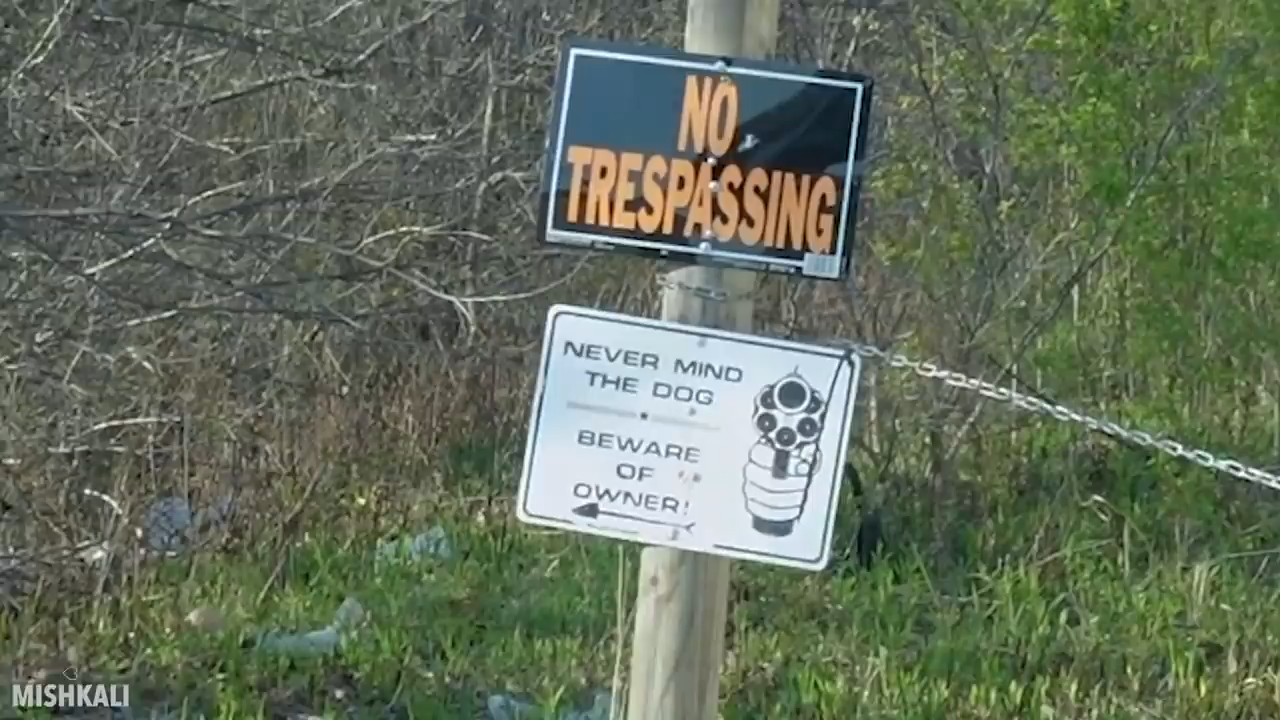 NO
TRESPASSING
NEVER MIND
THE DOG
BEWARE
OF
OWNER!
MISHKALI